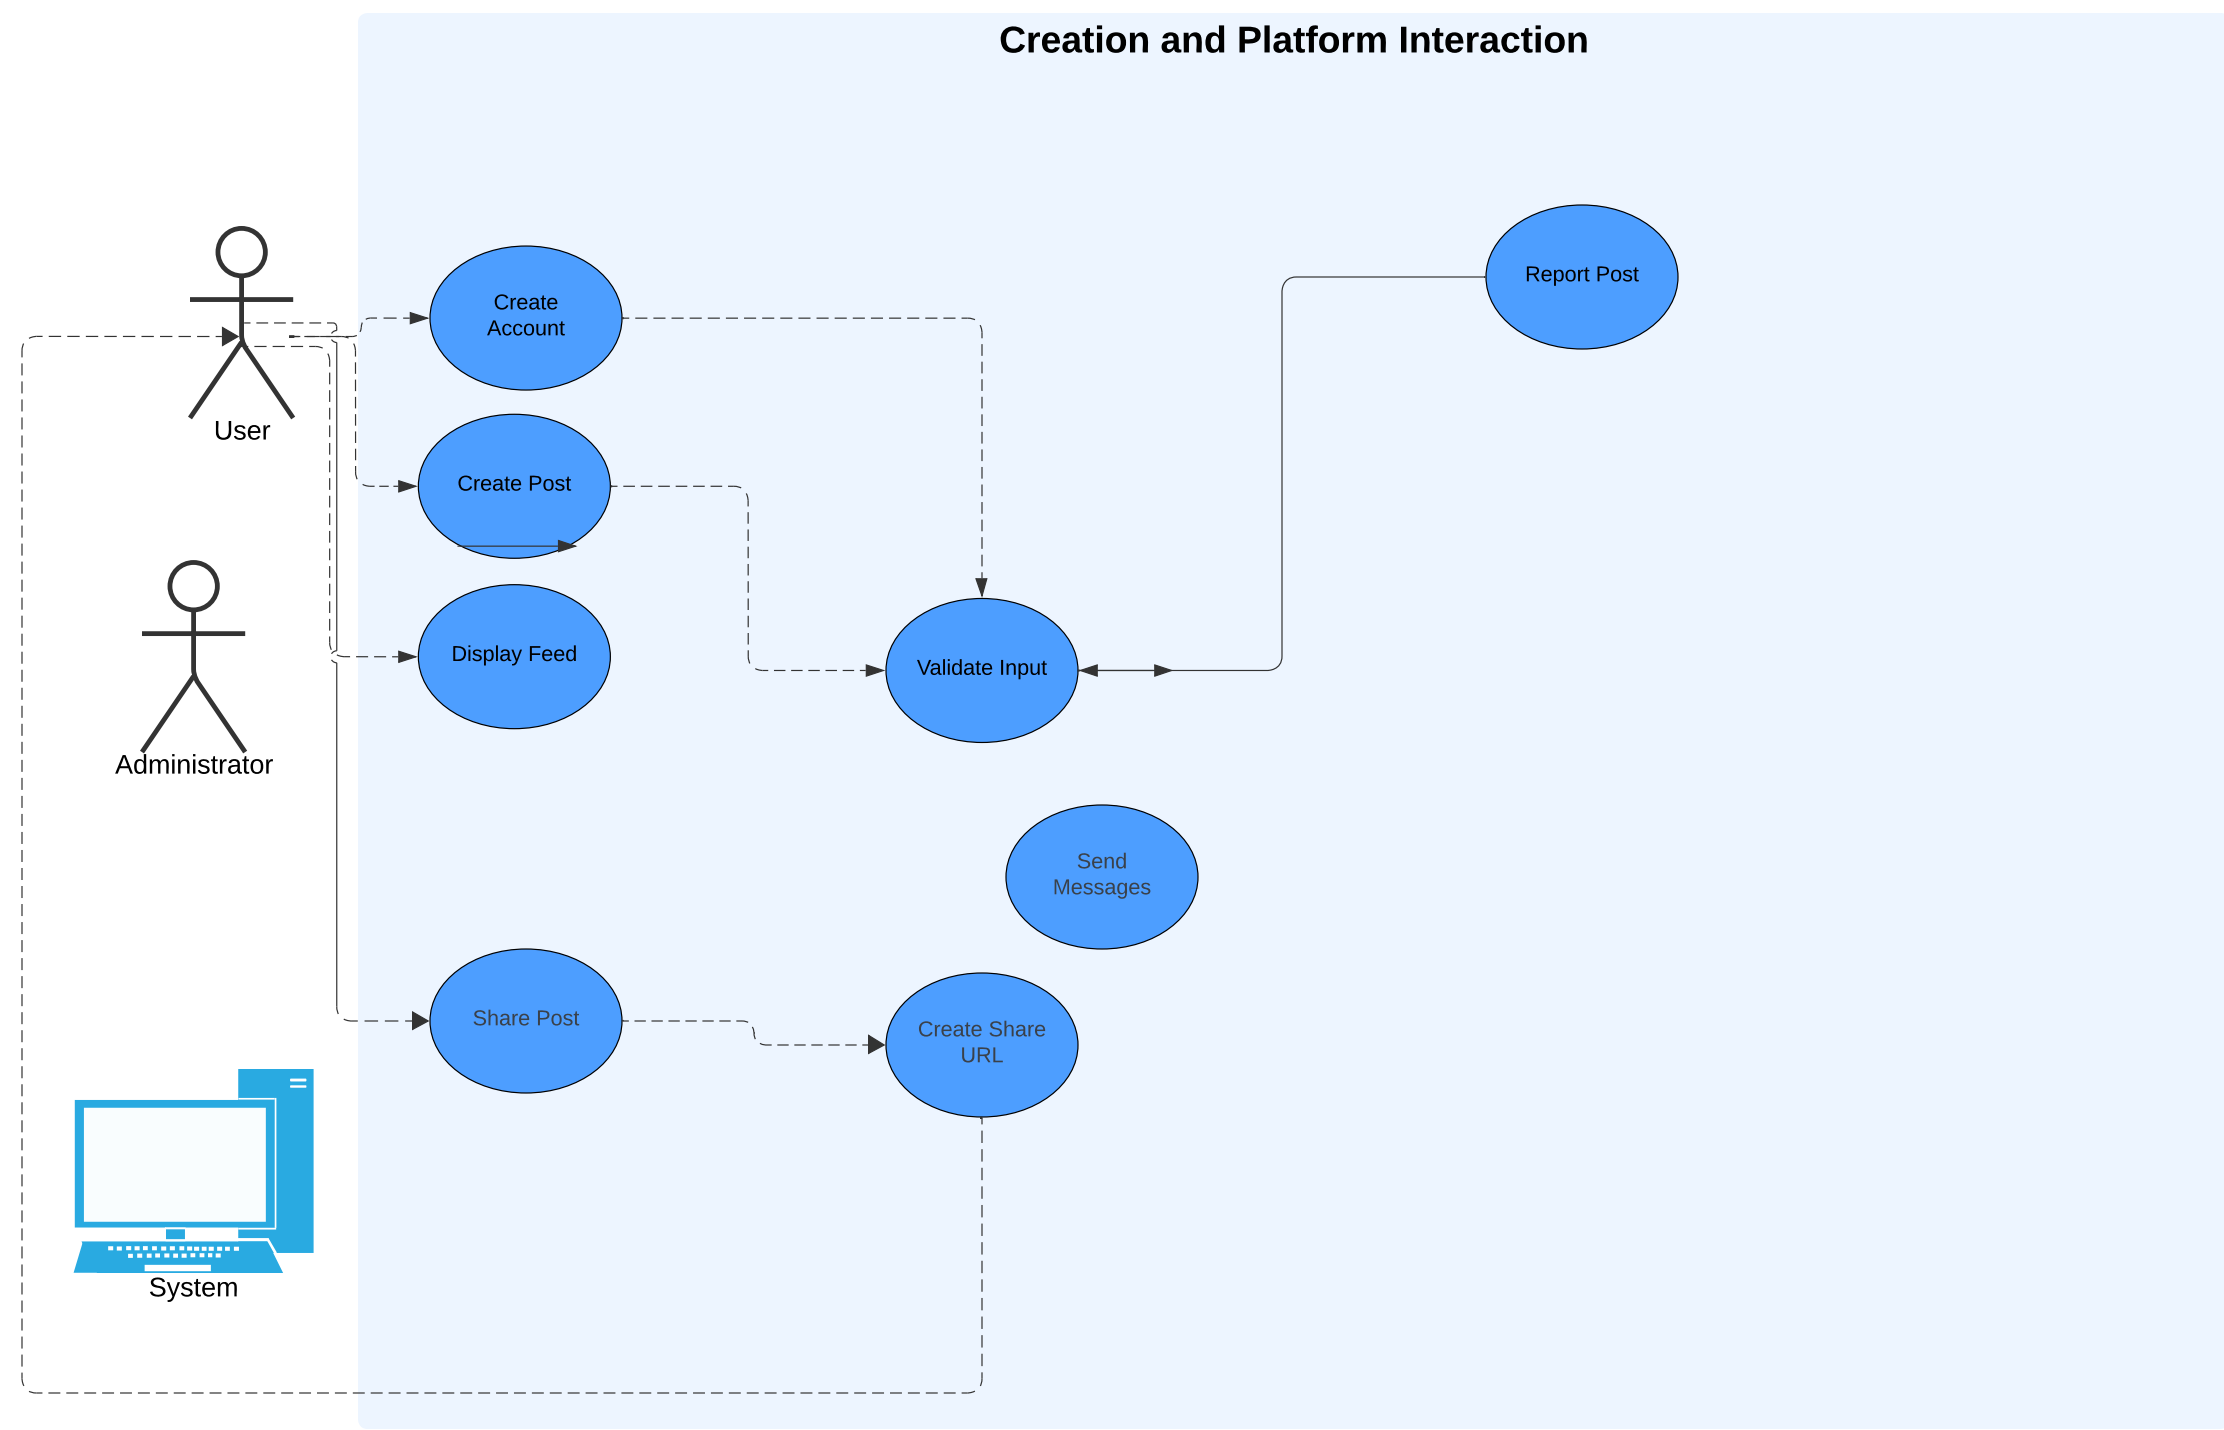 Creation and Platform Interaction
Report Post
Create
Account
User
Create Post
Display Feed
Validate Input
Administrator
Send
Messages
Share Post
Create Share
URL
System